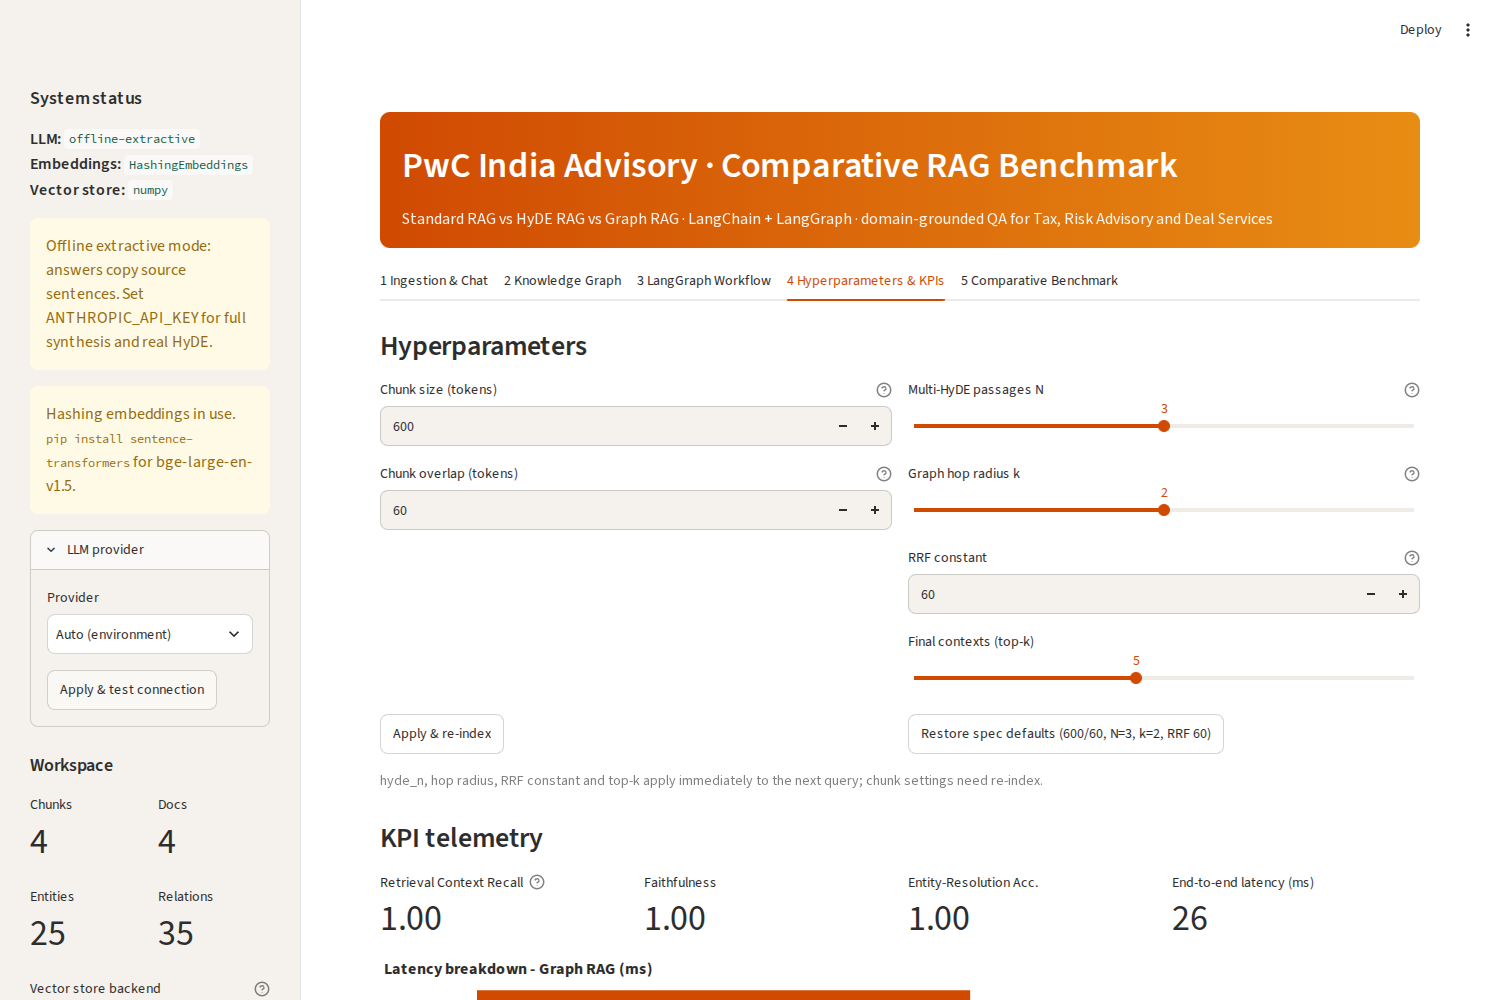 Deploy
System status
LLM: offline-extractive
Embeddings: HashingEmbeddings
Vector store: numpy
Offline extractive mode:
answers copy source
sentences. Set
ANTHROPIC_API_KEY for full
synthesis and real HyDE.
Hashing embeddings in use.
pip install sentence-
transformers for bge-large-en-
v1.5.
LLM provider
Provider
Auto (environment)
Apply & test connection
Workspace
Chunks Docs
4 4
Entities Relations
25 35
Vector store backend
PwC India Advisory · Comparative RAG Benchmark
Standard RAG vs HyDE RAG vs Graph RAG · LangChain + LangGraph · domain-grounded QA for Tax, Risk Advisory and Deal Services
1 Ingestion & Chat 2 Knowledge Graph 3 LangGraph Workflow 4 Hyperparameters & KPIs 5 Comparative Benchmark
Hyperparameters
Chunk size (tokens)
600
Chunk overlap (tokens)
60
Multi-HyDE passages N
3
Graph hop radius k
2
RRF constant
60
Final contexts (top-k)
5
Apply & re-index
Restore spec defaults (600/60, N=3, k=2, RRF 60)
hyde_n, hop radius, RRF constant and top-k apply immediately to the next query; chunk settings need re-index.
KPI telemetry
Retrieval Context Recall Faithfulness Entity-Resolution Acc. End-to-end latency (ms)
1.00 1.00 1.00 26
Latency breakdown - Graph RAG (ms)